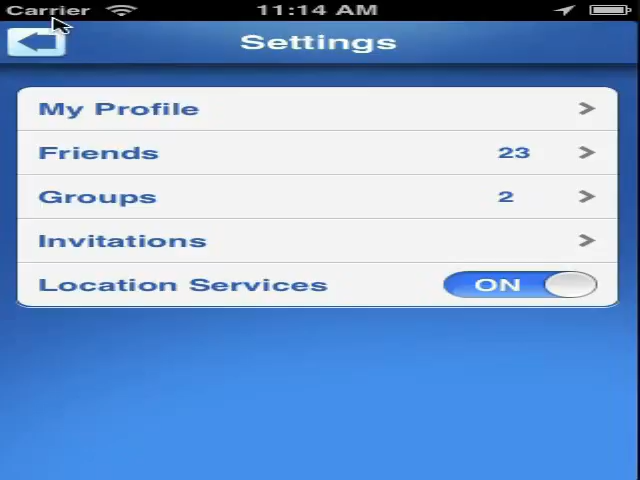 Carrier 11:14 AM
Settings
My Profile
Friends 23
Groups 2
Invitations
Location Services ON